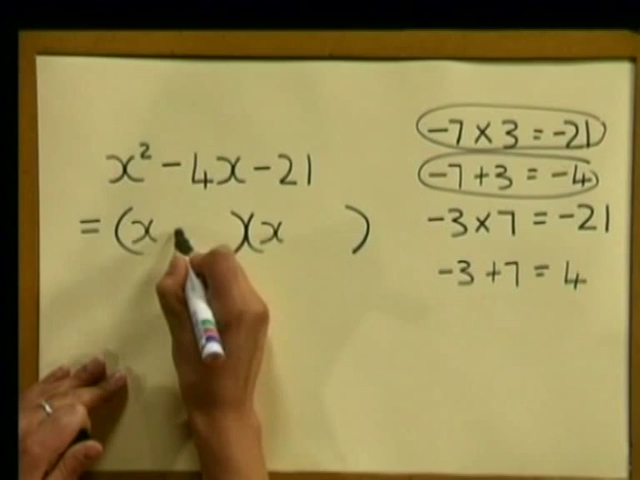 x² - 4x - 21
= (x )(x )
-7 × 3 = -21
-7 + 3 = -4
-3 × 7 = -21
-3 + 7 = 4